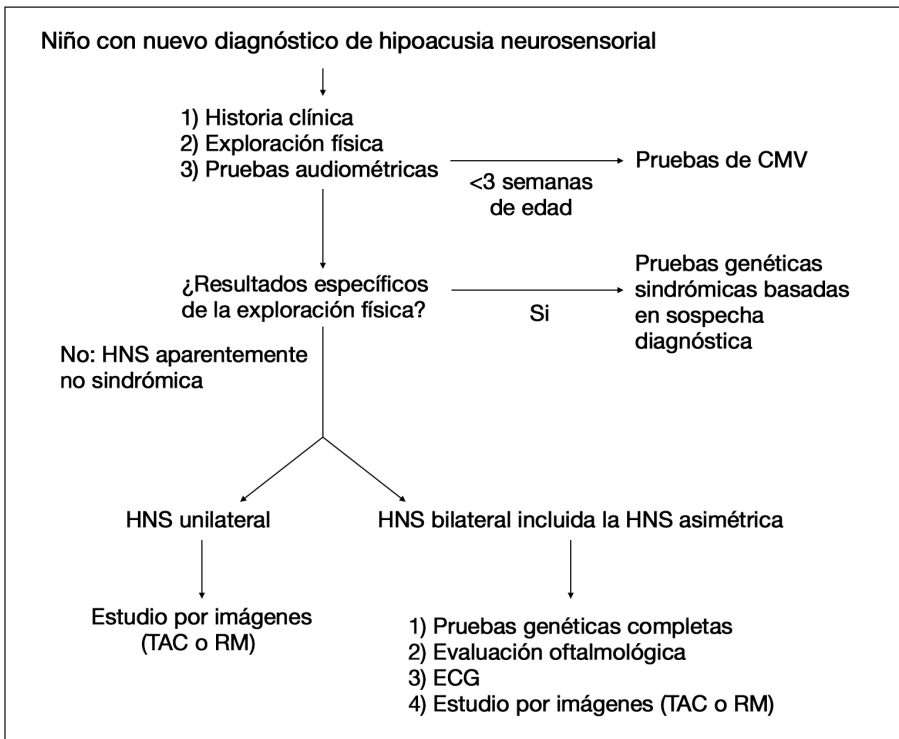 Niño con nuevo diagnóstico de hipoacusia neurosensorial
1) Historia clínica
2) Exploración física
3) Pruebas audiométricas
<3 semanas
de edad
Pruebas de CMV
¿Resultados específicos
de la exploración física?
Si
Pruebas genéticas
sindrómicas basadas
en sospecha
diagnóstica
No: HNS aparentemente
no sindrómica
HNS unilateral
HNS bilateral incluida la HNS asimétrica
Estudio por imágenes
(TAC o RM)
1) Pruebas genéticas completas
2) Evaluación oftalmológica
3) ECG
4) Estudio por imágenes (TAC o RM)